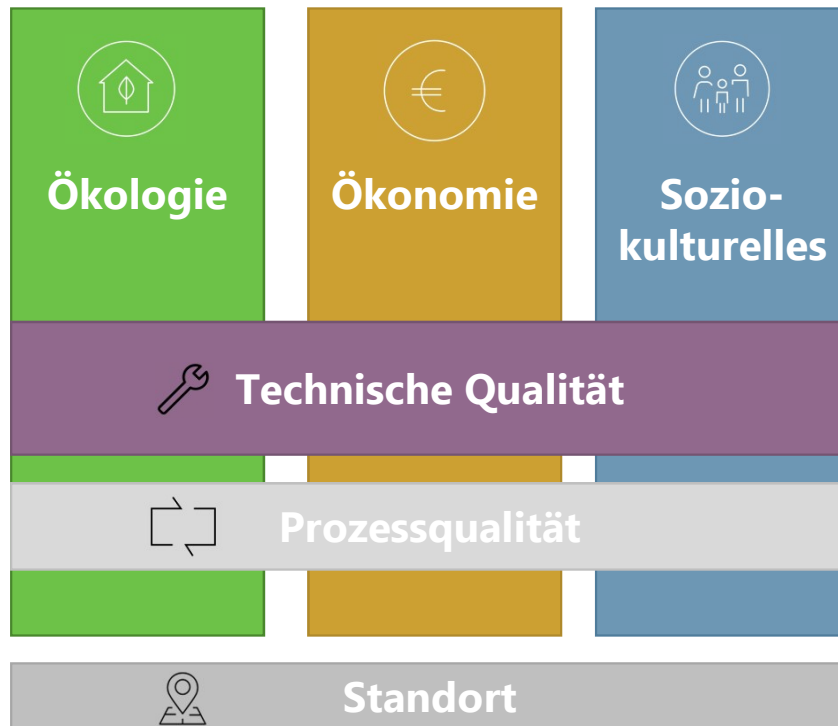 Ökologie
Ökonomie
Sozio-
kulturelles
Technische Qualität
Prozessqualität
Standort